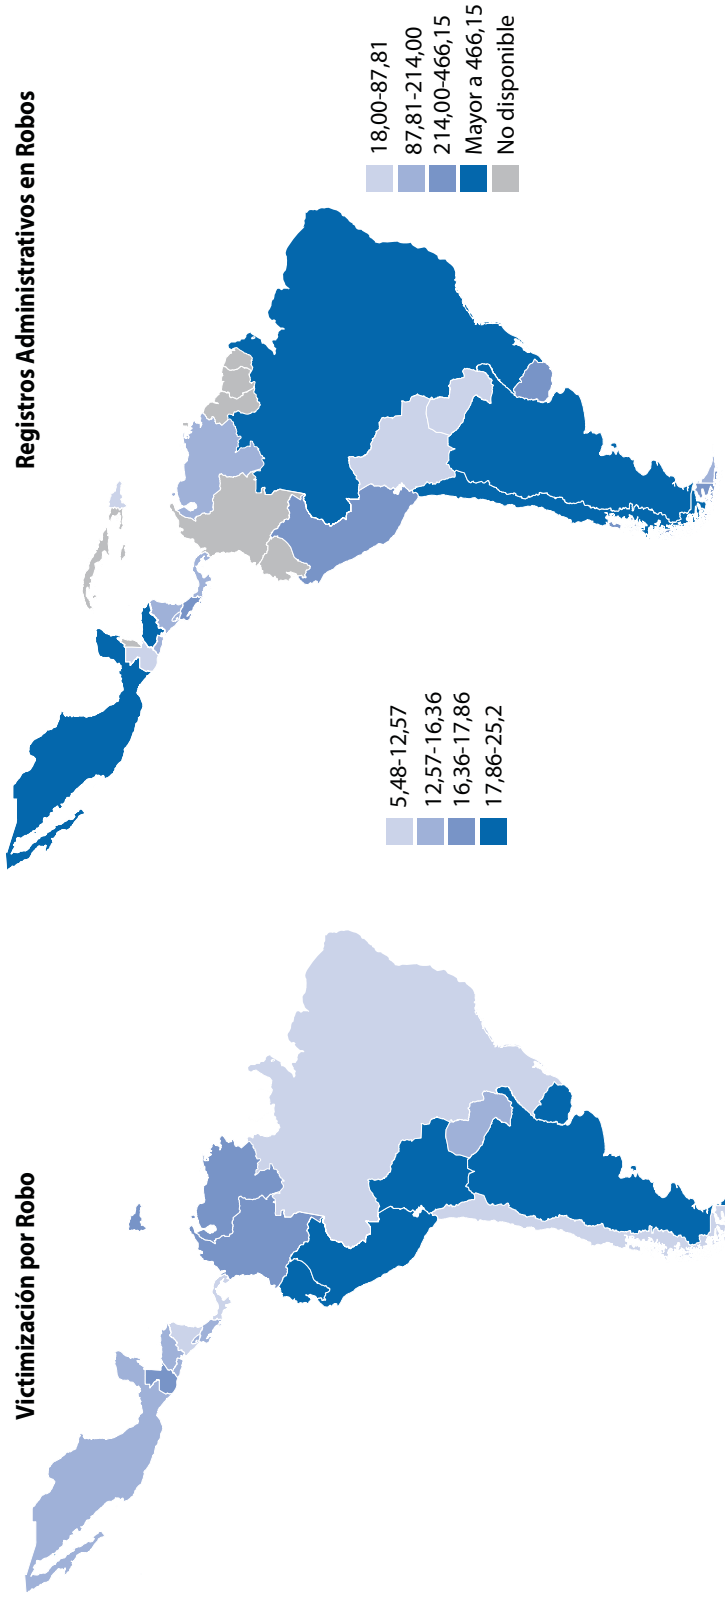 Victimización por Robo
5,48-12,57
12,57-16,36
16,36-17,86
17,86-25,2
Registros Administrativos en Robos
18,00-87,81
87,81-214,00
214,00-466,15
Mayor a 466,15
No disponible